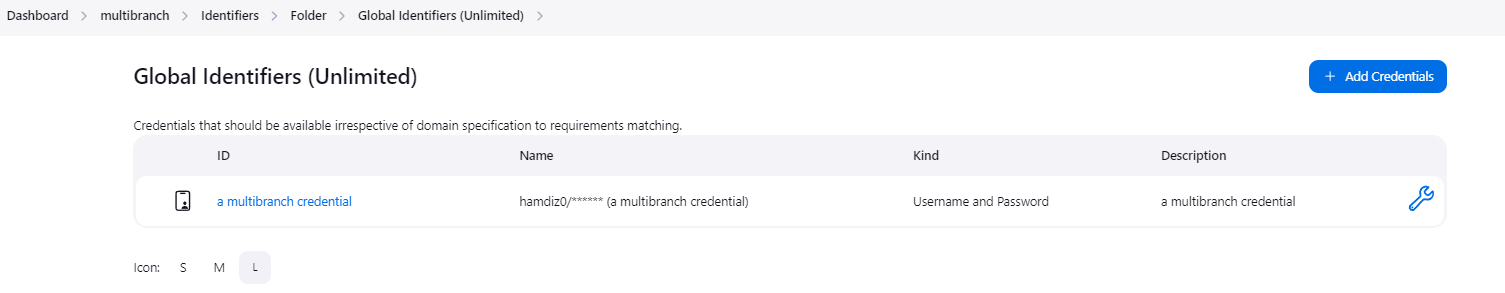 Dashboard > multibranch > Identifiers > Folder > Global Identifiers (Unlimited) >
Global Identifiers (Unlimited)
+ Add Credentials
Credentials that should be available irrespective of domain specification to requirements matching.
ID Name Kind Description
a multibranch credential hamdiz0/****** (a multibranch credential) Username and Password a multibranch credential
Icon: S M L